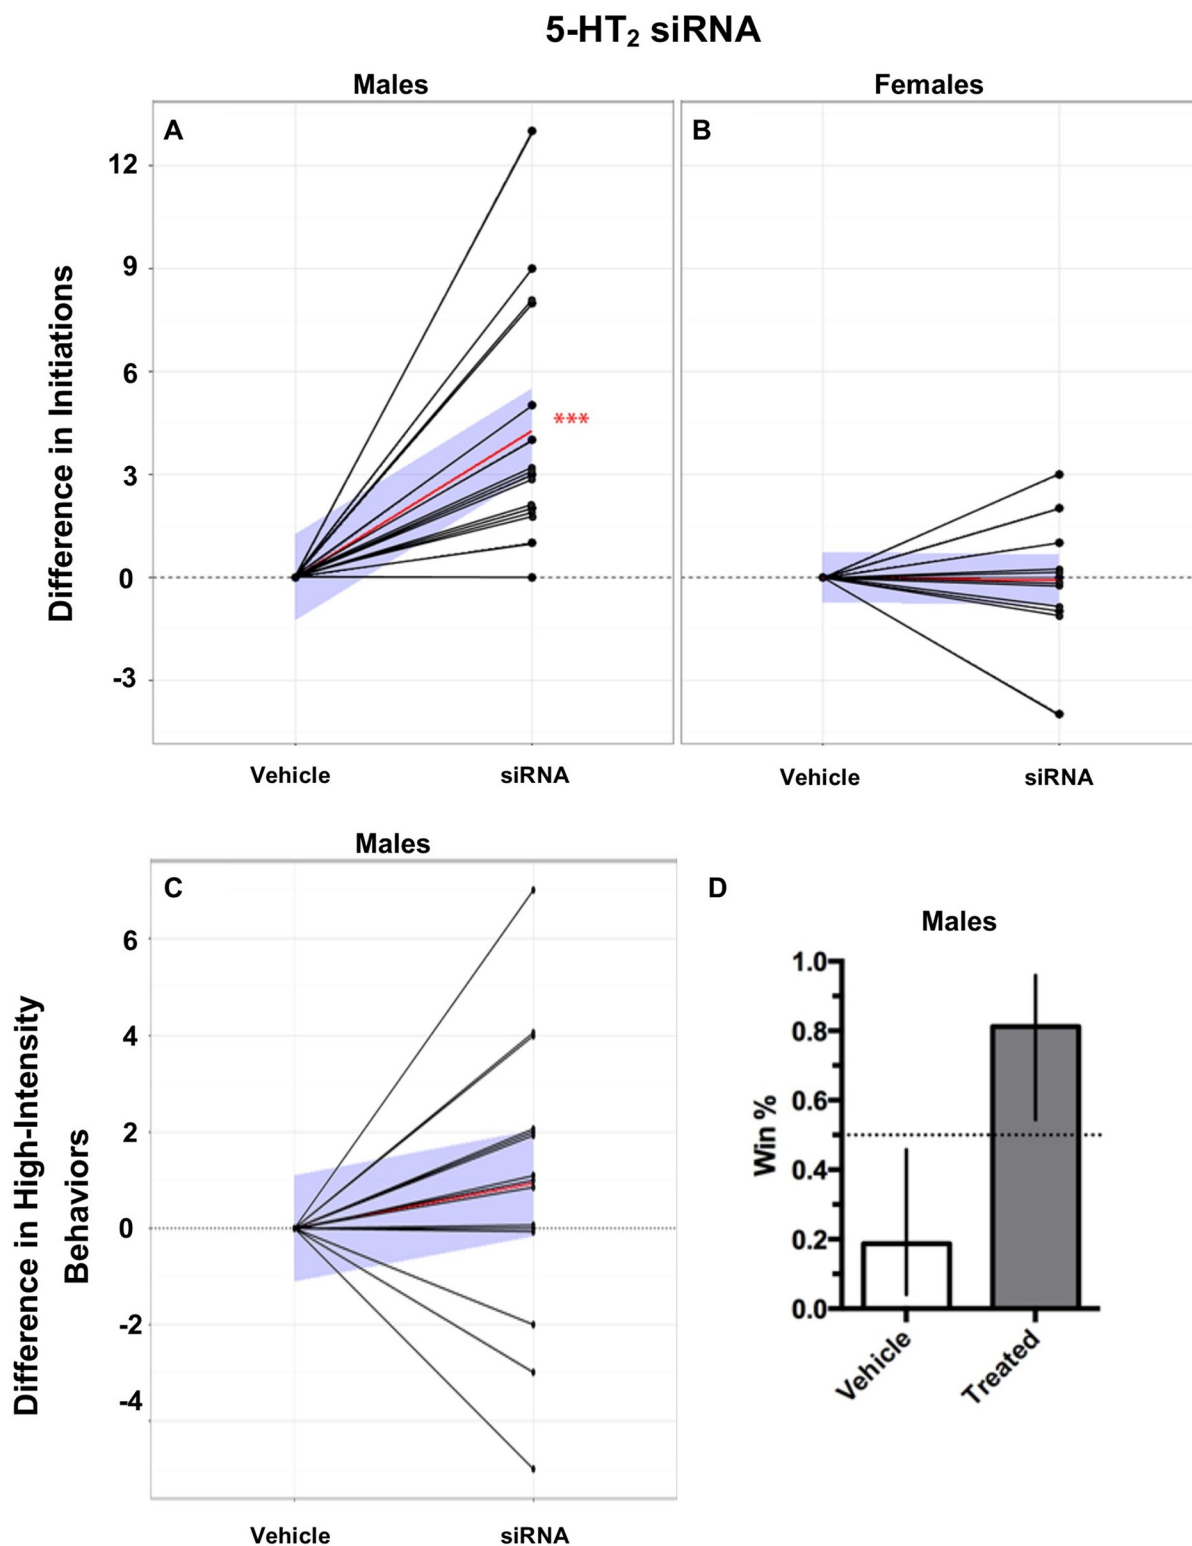 5-HT₂ siRNA
Males
Females
A
B
Difference in Initiations
12
9
6
3
0
-3
***
Vehicle
siRNA
Vehicle
siRNA
Males
C
Difference in High-Intensity
Behaviors
6
4
2
0
-2
-4
Vehicle
siRNA
D
Males
Win %
1.0
0.8
0.6
0.4
0.2
0.0
Vehicle
Treated